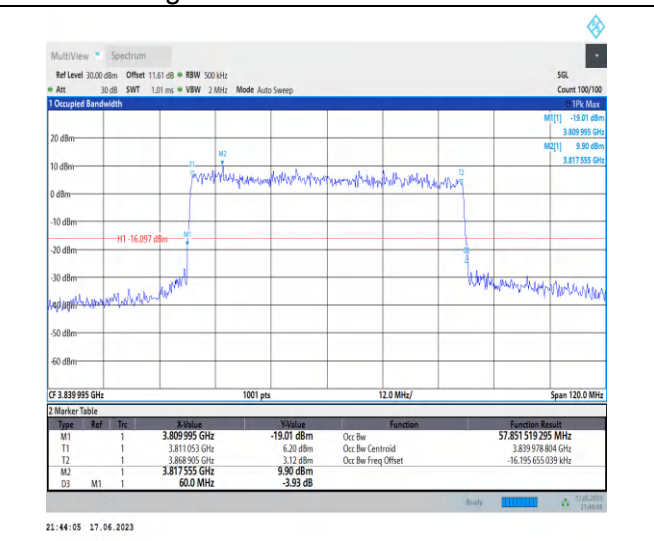 MultiView Spectrum
Ref Level 30.00 dBm Offset 11.61 dB RBW 500 kHz SGL
Att 30 dB SWT 1.01 ms VBW 2 MHz Mode Auto Sweep Count 100/100
1 Occupied Bandwidth 1Pk Max
M1[1] -19.01 dBm
3.809 995 GHz
M2[1] 9.90 dBm
3.817 555 GHz
20 dBm
10 dBm
0 dBm
-10 dBm
-20 dBm
-30 dBm
-40 dBm
-50 dBm
-60 dBm
M2
T1
T2
H1 -16.097 dBm
M1
CF 3.839 995 GHz 1001 pts 12.0 MHz/ Span 120.0 MHz
2 Marker Table
Type Ref Trc X-Value Y-Value Function Function Result
M1 1 3.809 995 GHz -19.01 dBm Occ Bw 57.851 519 295 MHz
T1 1 3.811 053 GHz 6.20 dBm Occ Bw Centroid 3.839 978 804 GHz
T2 1 3.868 905 GHz 3.12 dBm Occ Bw Freq Offset -16.195 655 039 kHz
M2 1 3.817 555 GHz 9.90 dBm
D3 M1 1 60.0 MHz -3.93 dB
Ready 17.06.2023
21:44:04
21:44:05 17.06.2023